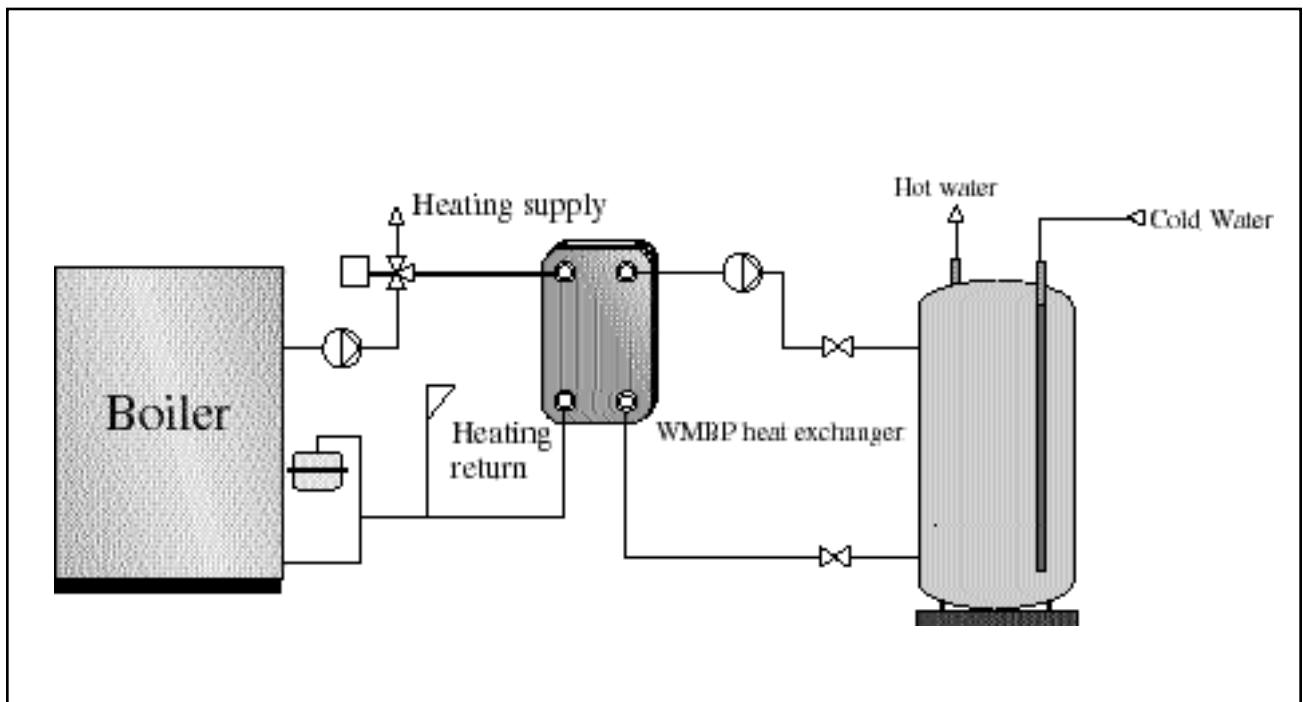 Hot water
Heating supply
Cold Water
Boiler
Heating
return
WMBP heat exchanger